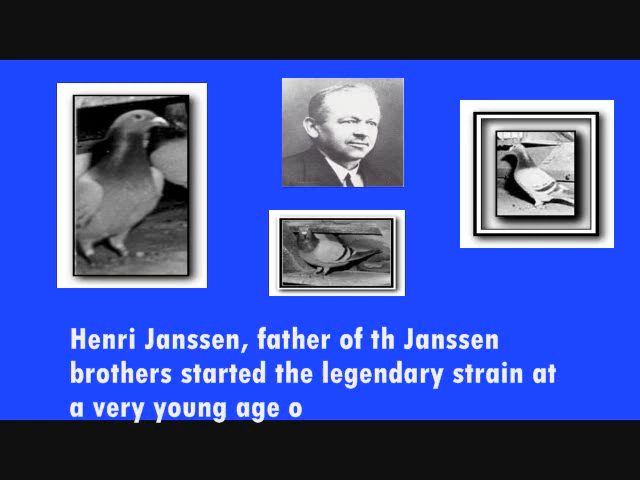 Henri Janssen, father of th Janssen
brothers started the legendary strain at
a very young age o